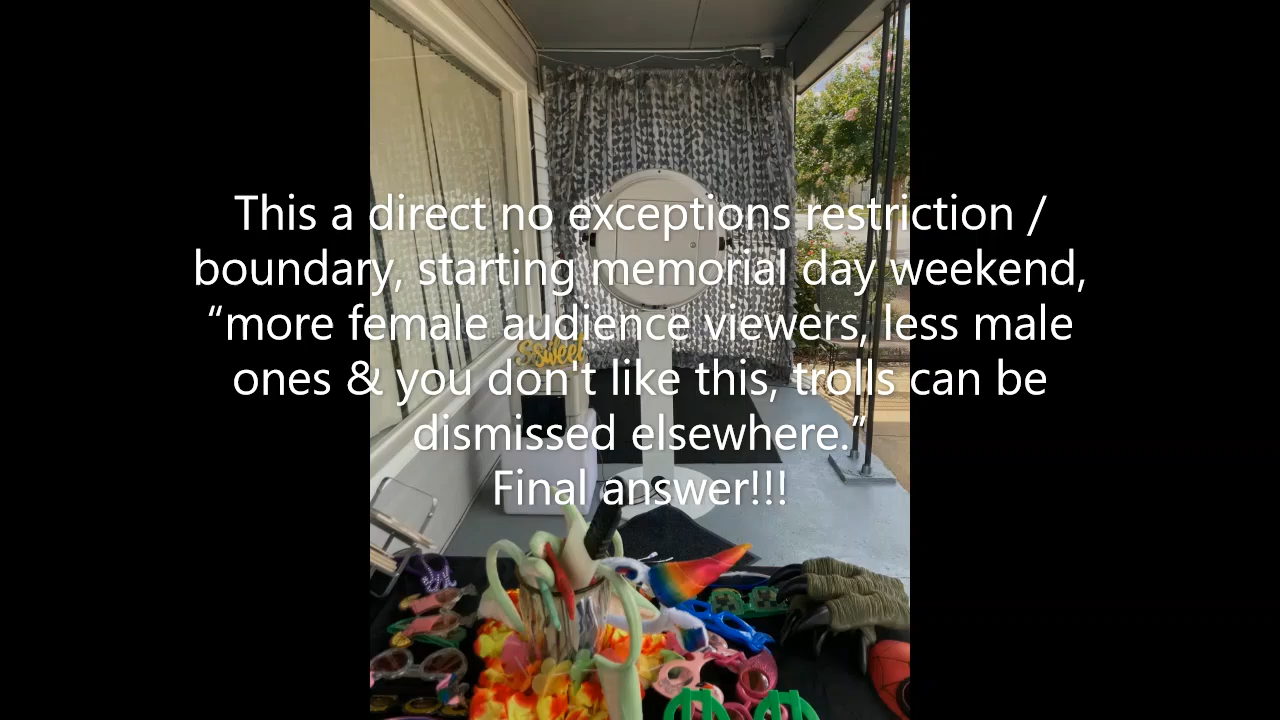 This a direct no exceptions restriction /
boundary, starting memorial day weekend,
“more female audience viewers, less male
ones & you don't like this, trolls can be
dismissed elsewhere.”
Final answer!!!
Sweet